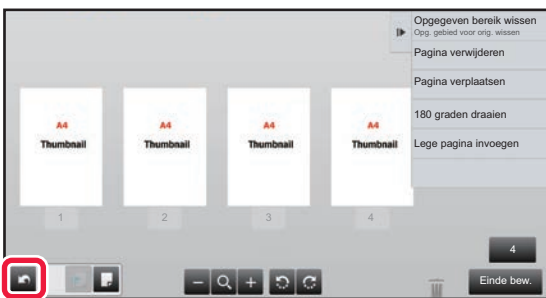 Opgegeven bereik wissen
Opg. gebied voor orig. wissen
Pagina verwijderen
Pagina verplaatsen
180 graden draaien
Lege pagina invoegen
A4
Thumbnail
A4
Thumbnail
A4
Thumbnail
A4
Thumbnail
1
2
3
4
4
Einde bew.